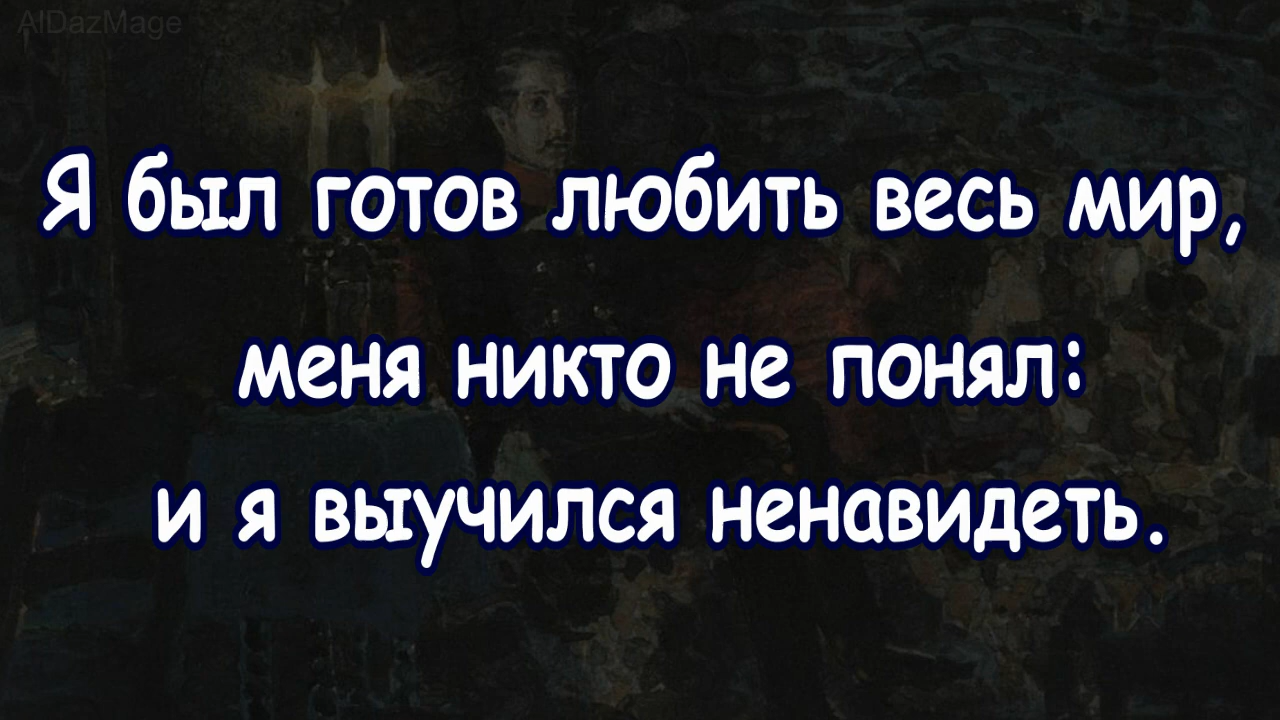 AlDazMage
Я был готов любить весь мир,
меня никто не понял:
и я выучился ненавидеть.